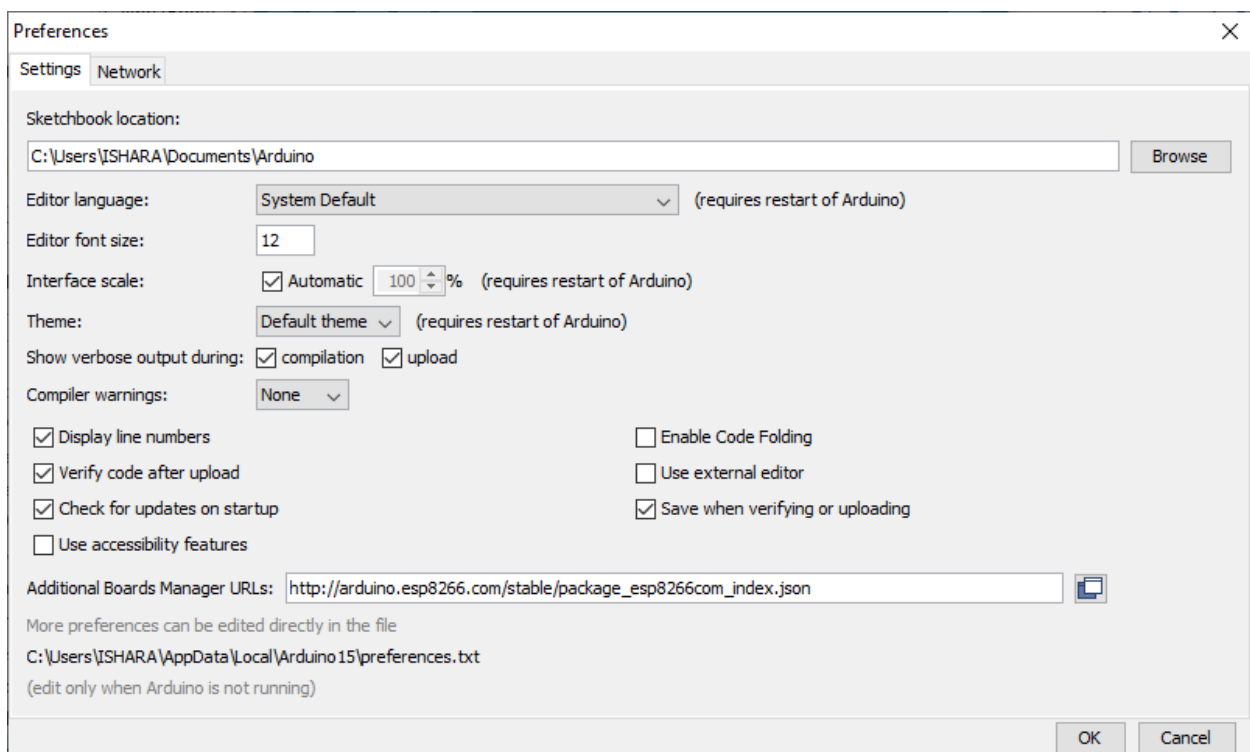 Preferences
Settings Network
Sketchbook location:
C:\Users\ISHARA\Documents\Arduino Browse
Editor language: System Default (requires restart of Arduino)
Editor font size: 12
Interface scale: Automatic 100 % (requires restart of Arduino)
Theme: Default theme (requires restart of Arduino)
Show verbose output during: compilation upload
Compiler warnings: None
Display line numbers Enable Code Folding
Verify code after upload Use external editor
Check for updates on startup Save when verifying or uploading
Use accessibility features
Additional Boards Manager URLs: http://arduino.esp8266.com/stable/package_esp8266com_index.json
More preferences can be edited directly in the file
C:\Users\ISHARA\AppData\Local\Arduino15\preferences.txt
(edit only when Arduino is not running)
OK Cancel